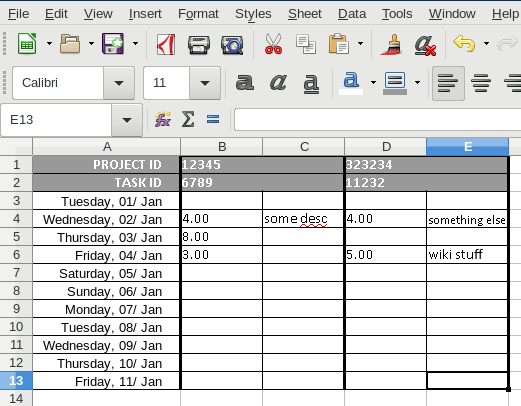 File Edit View Insert Format Styles Sheet Data Tools Window Help
Calibri 11 a a a a
E13 fx Σ =
A B C D E
1 PROJECT ID 12345 323234
2 TASK ID 6789 11232
3 Tuesday, 01/ Jan
4 Wednesday, 02/ Jan 4.00 some desc 4.00 something else
5 Thursday, 03/ Jan 8.00
6 Friday, 04/ Jan 3.00 5.00 wiki stuff
7 Saturday, 05/ Jan
8 Sunday, 06/ Jan
9 Monday, 07/ Jan
10 Tuesday, 08/ Jan
11 Wednesday, 09/ Jan
12 Thursday, 10/ Jan
13 Friday, 11/ Jan
14